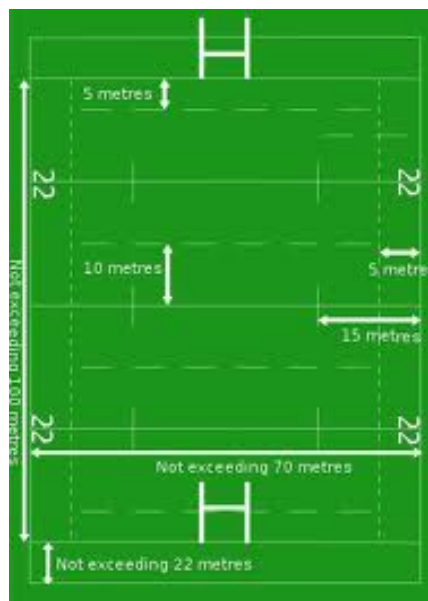 5 metres
22
22
10 metres
5 metre
15 metres
Not exceeding 100 metres
22
22
Not exceeding 70 metres
Not exceeding 22 metres